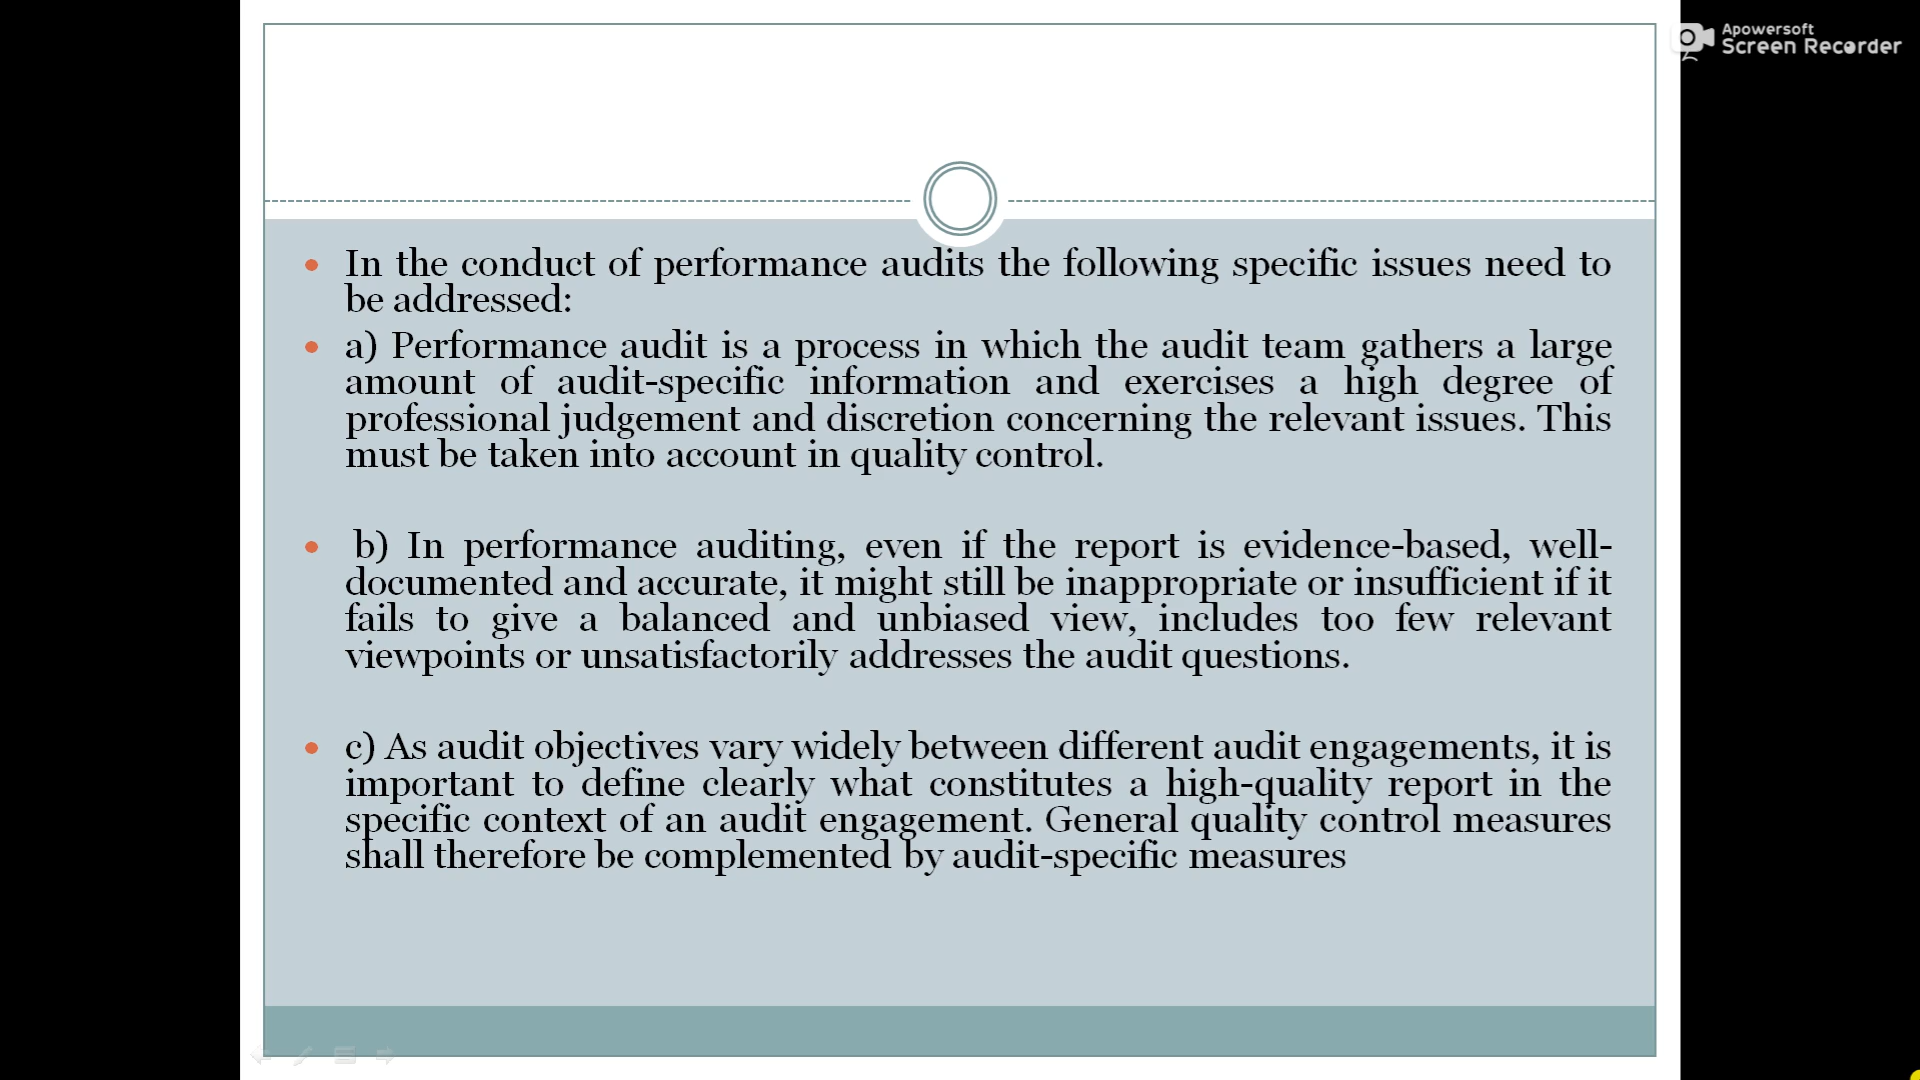 Apowersoft
Screen Recorder
In the conduct of performance audits the following specific issues need to
be addressed:
a) Performance audit is a process in which the audit team gathers a large
amount of audit-specific information and exercises a high degree of
professional judgement and discretion concerning the relevant issues. This
must be taken into account in quality control.
b) In performance auditing, even if the report is evidence-based, well-
documented and accurate, it might still be inappropriate or insufficient if it
fails to give a balanced and unbiased view, includes too few relevant
viewpoints or unsatisfactorily addresses the audit questions.
c) As audit objectives vary widely between different audit engagements, it is
important to define clearly what constitutes a high-quality report in the
specific context of an audit engagement. General quality control measures
shall therefore be complemented by audit-specific measures